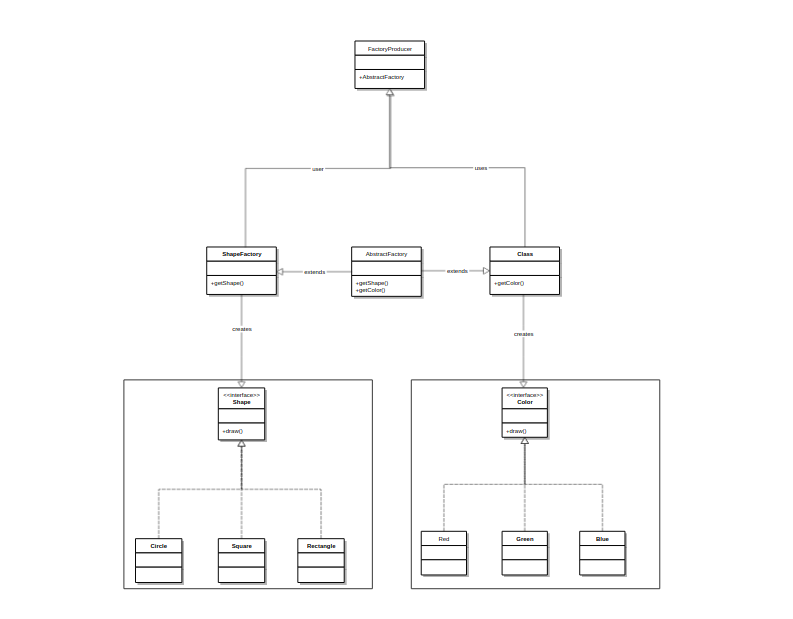 FactoryProducer
+AbstractFactory
user
uses
ShapeFactory
+getShape()
extends
AbstractFactory
+getShape()
+getColor()
extends
Class
+getColor()
creates
creates
<<interface>>
Shape
+draw()
<<interface>>
Color
+draw()
Circle
Square
Rectangle
Red
Green
Blue